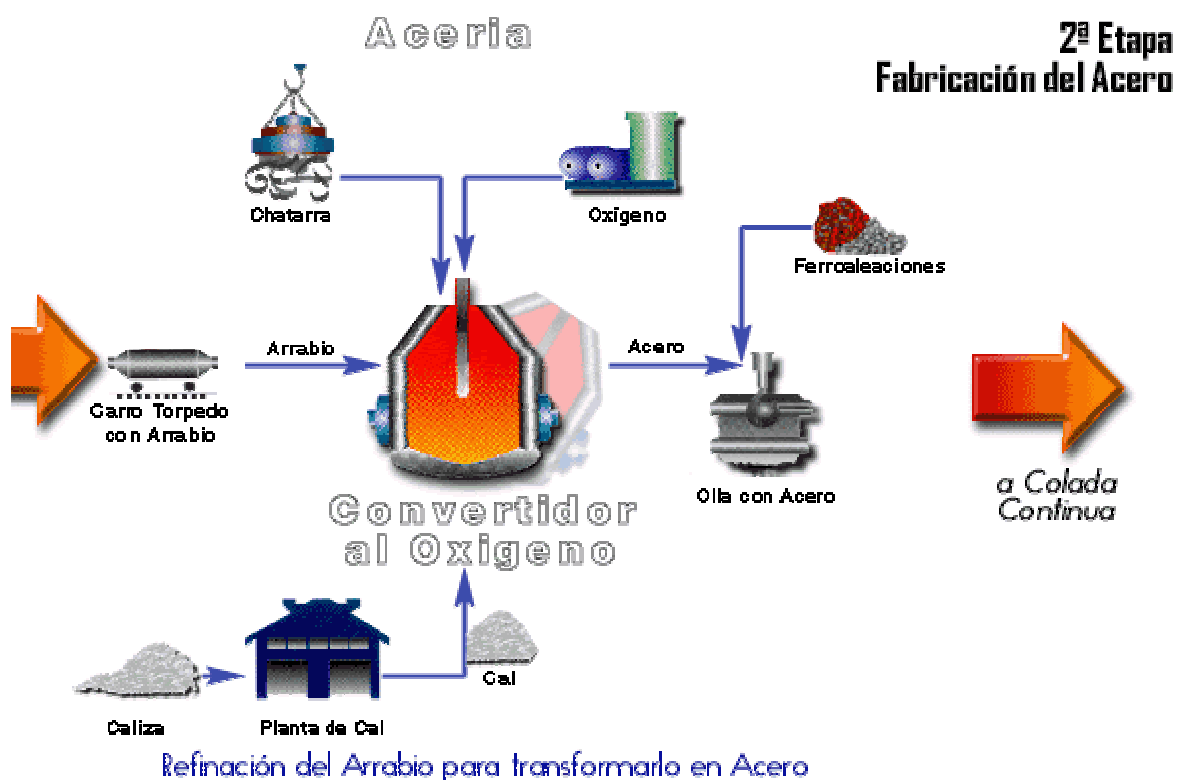 Aceria
2ª Etapa
Fabricación del Acero
Chatarra
Oxígeno
Ferroaleaciones
Arrabio
Acero
Carro Torpedo
con Arrabio
Olla con Acero
a Colada
Continua
Convertidor
al Oxigeno
Cal
Caliza
Planta de Cal
Refinación del Arrabio para transformarlo en Acero